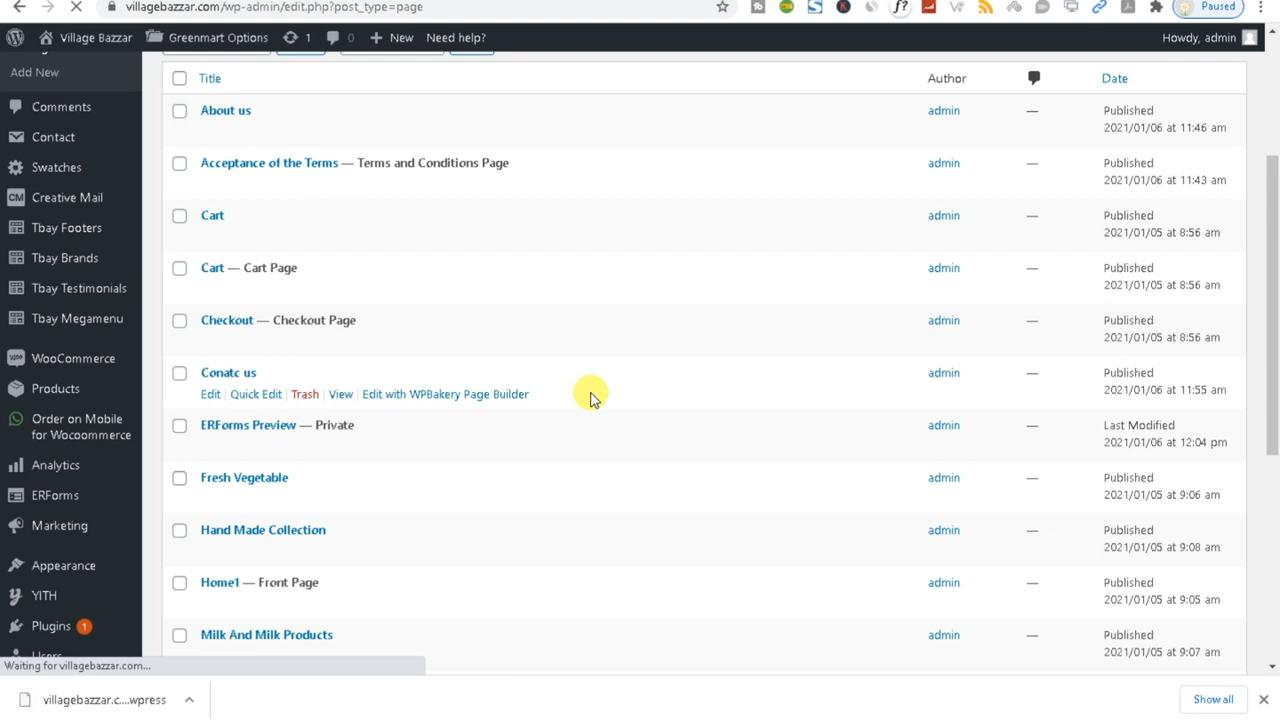 villagebazzar.com/wp-admin/edit.php?post_type=page
Paused
Village Bazzar
Greenmart Options
1
0
New
Need help?
Howdy, admin
Add New
Comments
Contact
Swatches
CM
Creative Mail
Tbay Footers
Tbay Brands
Tbay Testimonials
Tbay Megamenu
WooCommerce
Products
Order on Mobile
for Wocoommerce
Analytics
ERForms
Marketing
Appearance
YITH
Plugins 1
Title
Author
Date
About us
admin
—
Published
2021/01/06 at 11:46 am
Acceptance of the Terms — Terms and Conditions Page
admin
—
Published
2021/01/06 at 11:43 am
Cart
admin
—
Published
2021/01/05 at 8:56 am
Cart — Cart Page
admin
—
Published
2021/01/05 at 8:56 am
Checkout — Checkout Page
admin
—
Published
2021/01/05 at 8:56 am
Conatc us
Edit | Quick Edit | Trash | View | Edit with WPBakery Page Builder
admin
—
Published
2021/01/06 at 11:55 am
ERForms Preview — Private
admin
—
Last Modified
2021/01/06 at 12:04 pm
Fresh Vegetable
admin
—
Published
2021/01/05 at 9:06 am
Hand Made Collection
admin
—
Published
2021/01/05 at 9:08 am
Home1 — Front Page
admin
—
Published
2021/01/05 at 9:05 am
Milk And Milk Products
admin
—
Published
2021/01/05 at 9:07 am
Waiting for villagebazzar.com...
villagebazzar.c....wpress
Show all